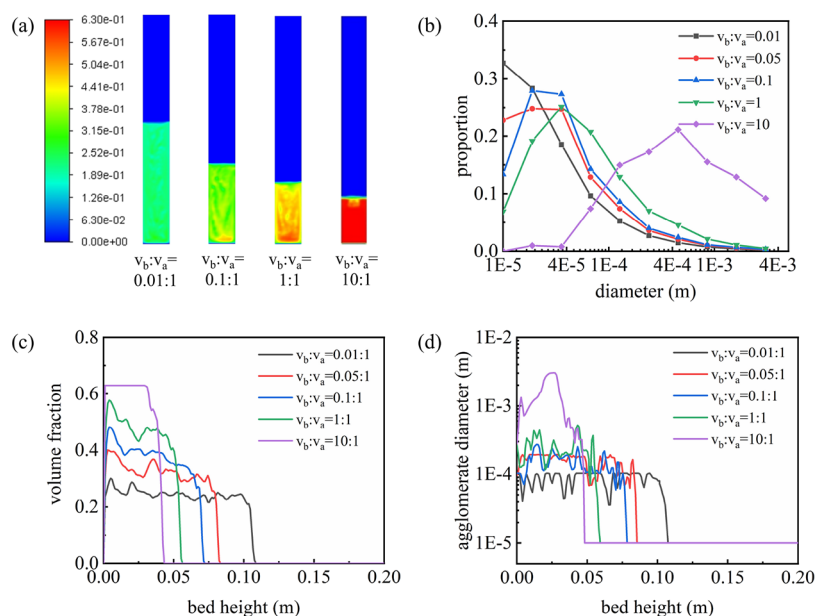 (a)
6.30e-01
5.67e-01
5.04e-01
4.41e-01
3.78e-01
3.15e-01
2.52e-01
1.89e-01
1.26e-01
6.30e-02
0.00e+00
vb:va= vb:va= vb:va= vb:va=
0.01:1 0.1:1 1:1 10:1
(b)
proportion
0.4
0.3
0.2
0.1
0.0
1E-5 4E-5 1E-4 4E-4 1E-3 4E-3
diameter (m)
vb:va=0.01
vb:va=0.05
vb:va=0.1
vb:va=1
vb:va=10
(c)
volume fraction
0.8
0.6
0.4
0.2
0.0
0.00 0.05 0.10 0.15 0.20
bed height (m)
vb:va=0.01:1
vb:va=0.05:1
vb:va=0.1:1
vb:va=1:1
vb:va=10:1
(d)
agglomerate diameter (m)
1E-2
1E-3
1E-4
1E-5
0.00 0.05 0.10 0.15 0.20
bed height (m)
vb:va=0.01:1
vb:va=0.05:1
vb:va=0.1:1
vb:va=1:1
vb:va=10:1